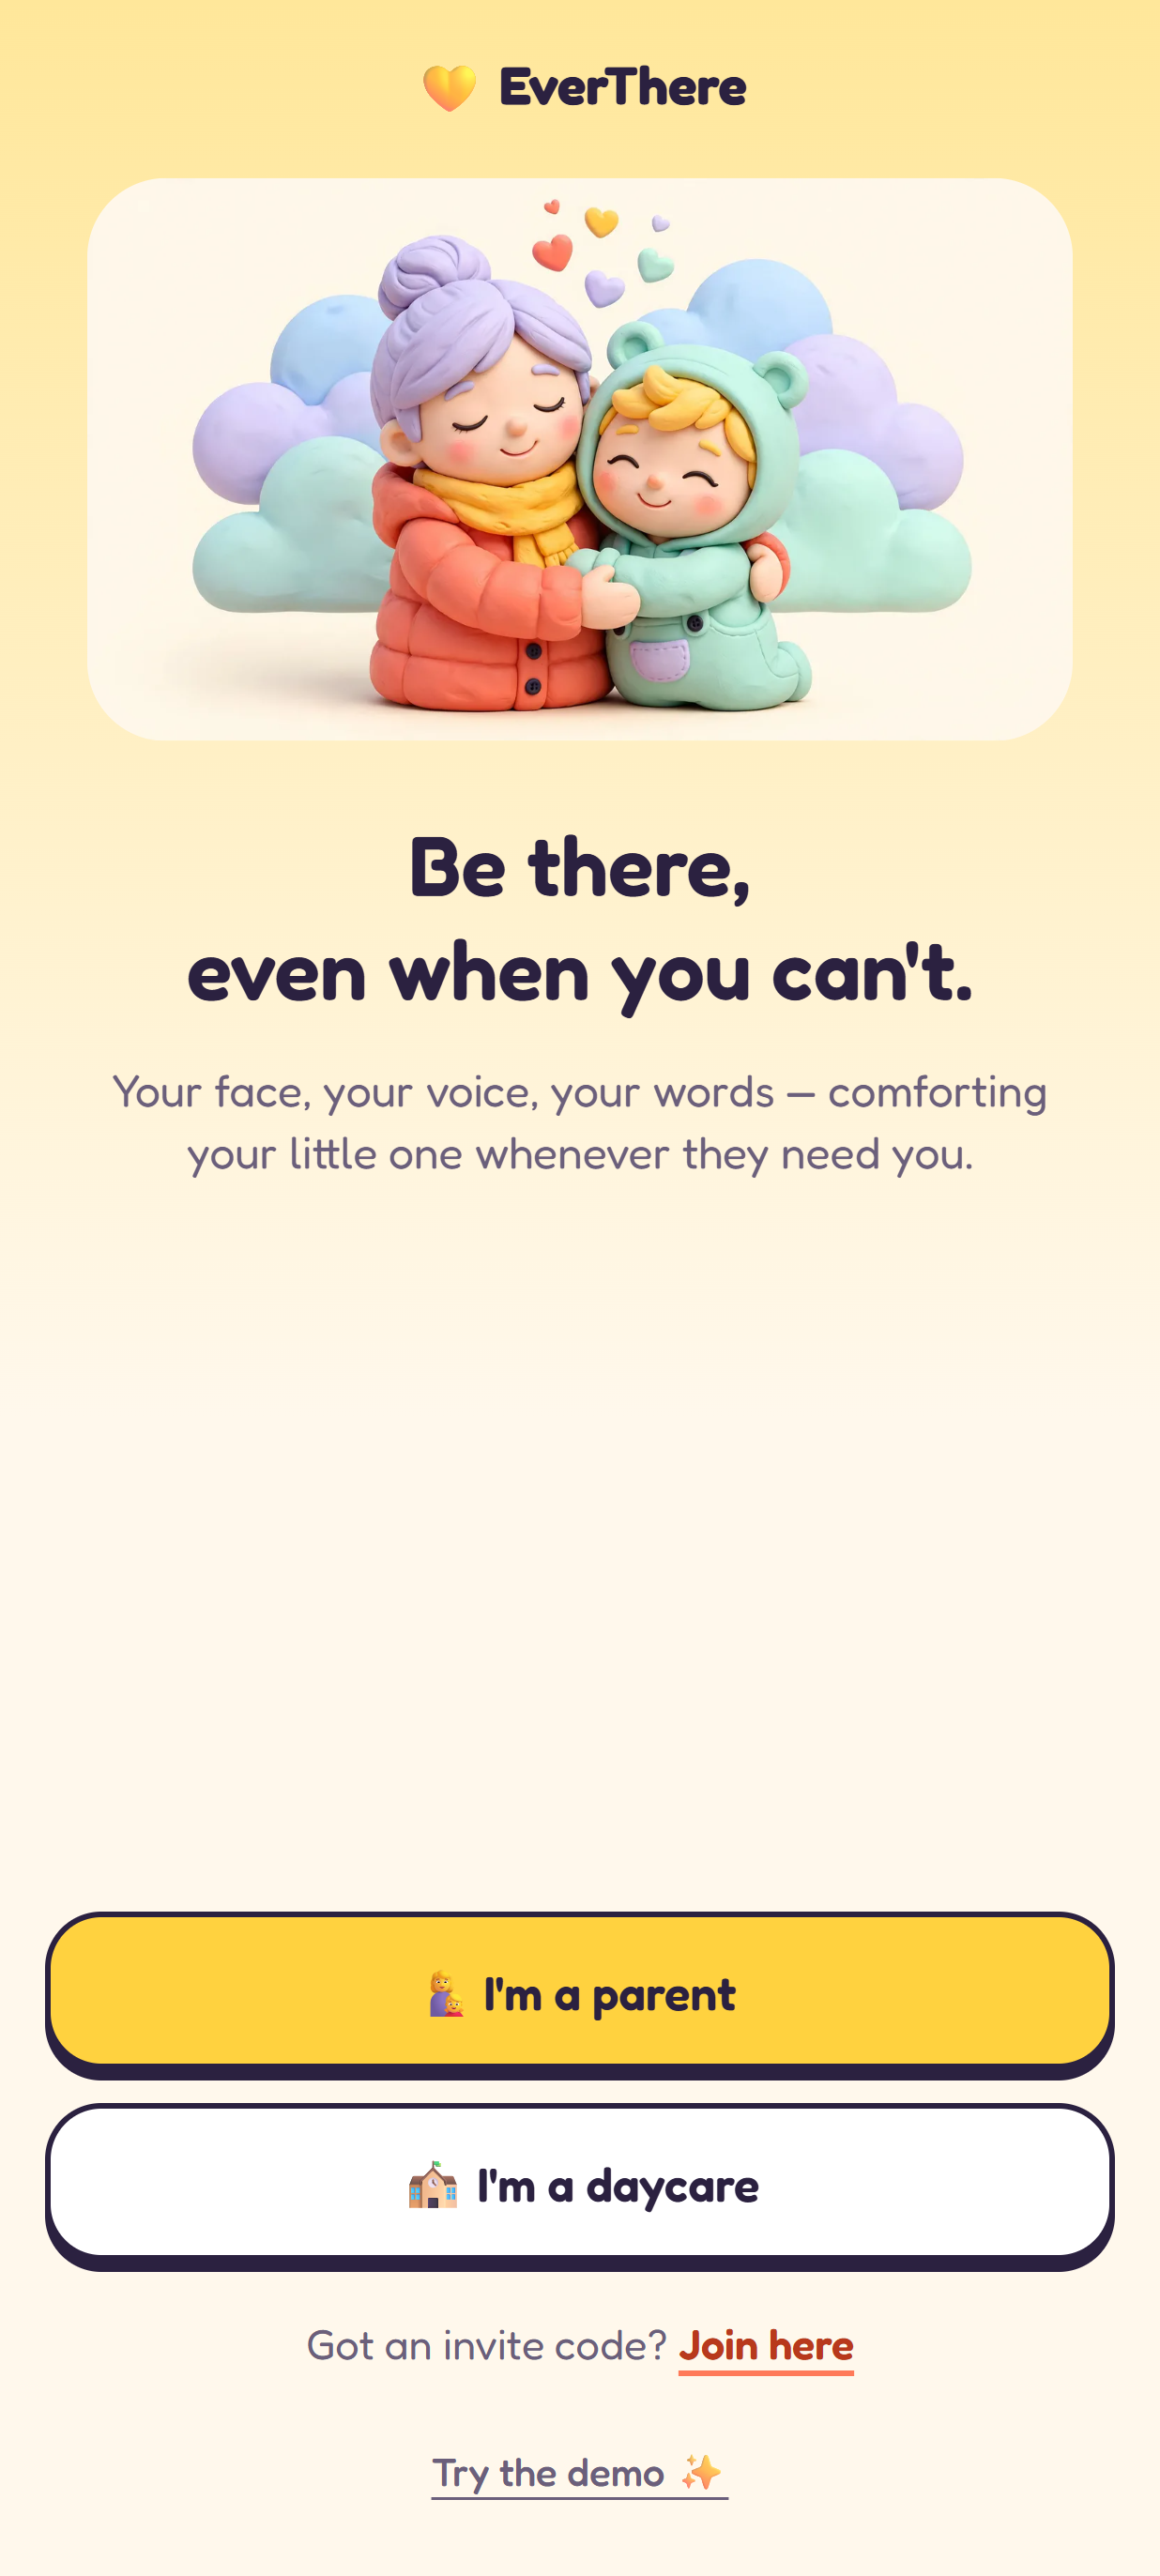 EverThere
Be there,
even when you can't.
Your face, your voice, your words — comforting
your little one whenever they need you.
I'm a parent
I'm a daycare
Got an invite code? Join here
Try the demo